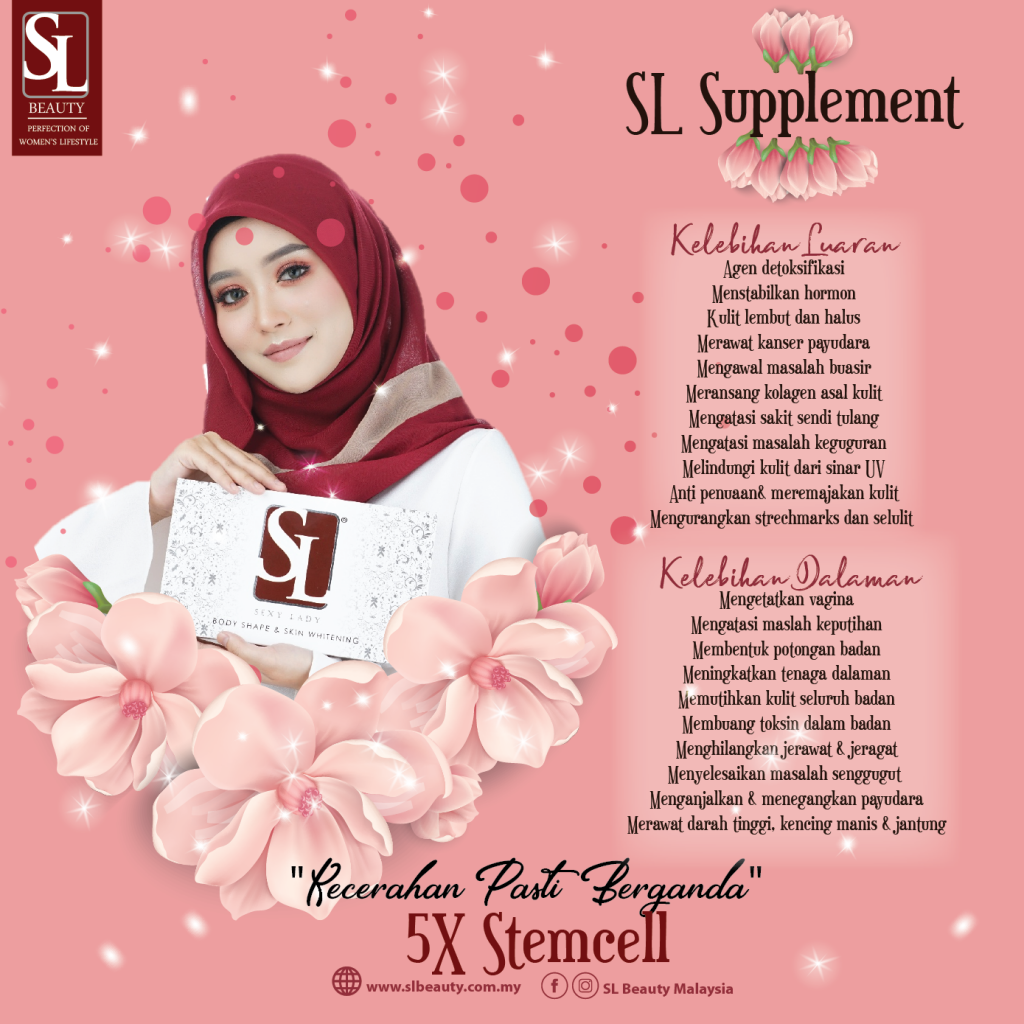 SL
BEAUTY
PERFECTION OF
WOMEN'S LIFESTYLE
SL Supplement
Kelebihan Luaran
Agen detoksifikasi
Menstabilkan hormon
Kulit lembut dan halus
Merawat kanser payudara
Mengawal masalah buasir
Meransang kolagen asal kulit
Mengatasi sakit sendi tulang
Mengatasi masalah keguguran
Melindungi kulit dari sinar UV
Anti penuaan& meremajakan kulit
Mengurangkan strechmarks dan selulit
SL ®
SEXY LADY
BODY SHAPE & SKIN WHITENING
Kelebihan Dalaman
Mengetatkan vagina
Mengatasi maslah keputihan
Membentuk potongan badan
Meningkatkan tenaga dalaman
Memutihkan kulit seluruh badan
Membuang toksin dalam badan
Menghilangkan jerawat & jeragat
Menyelesaikan masalah senggugut
Menganjalkan & menegangkan payudara
Merawat darah tinggi, kencing manis & jantung
"Kecerahan Pasti Berganda"
5X Stemcell
www.slbeauty.com.my f SL Beauty Malaysia